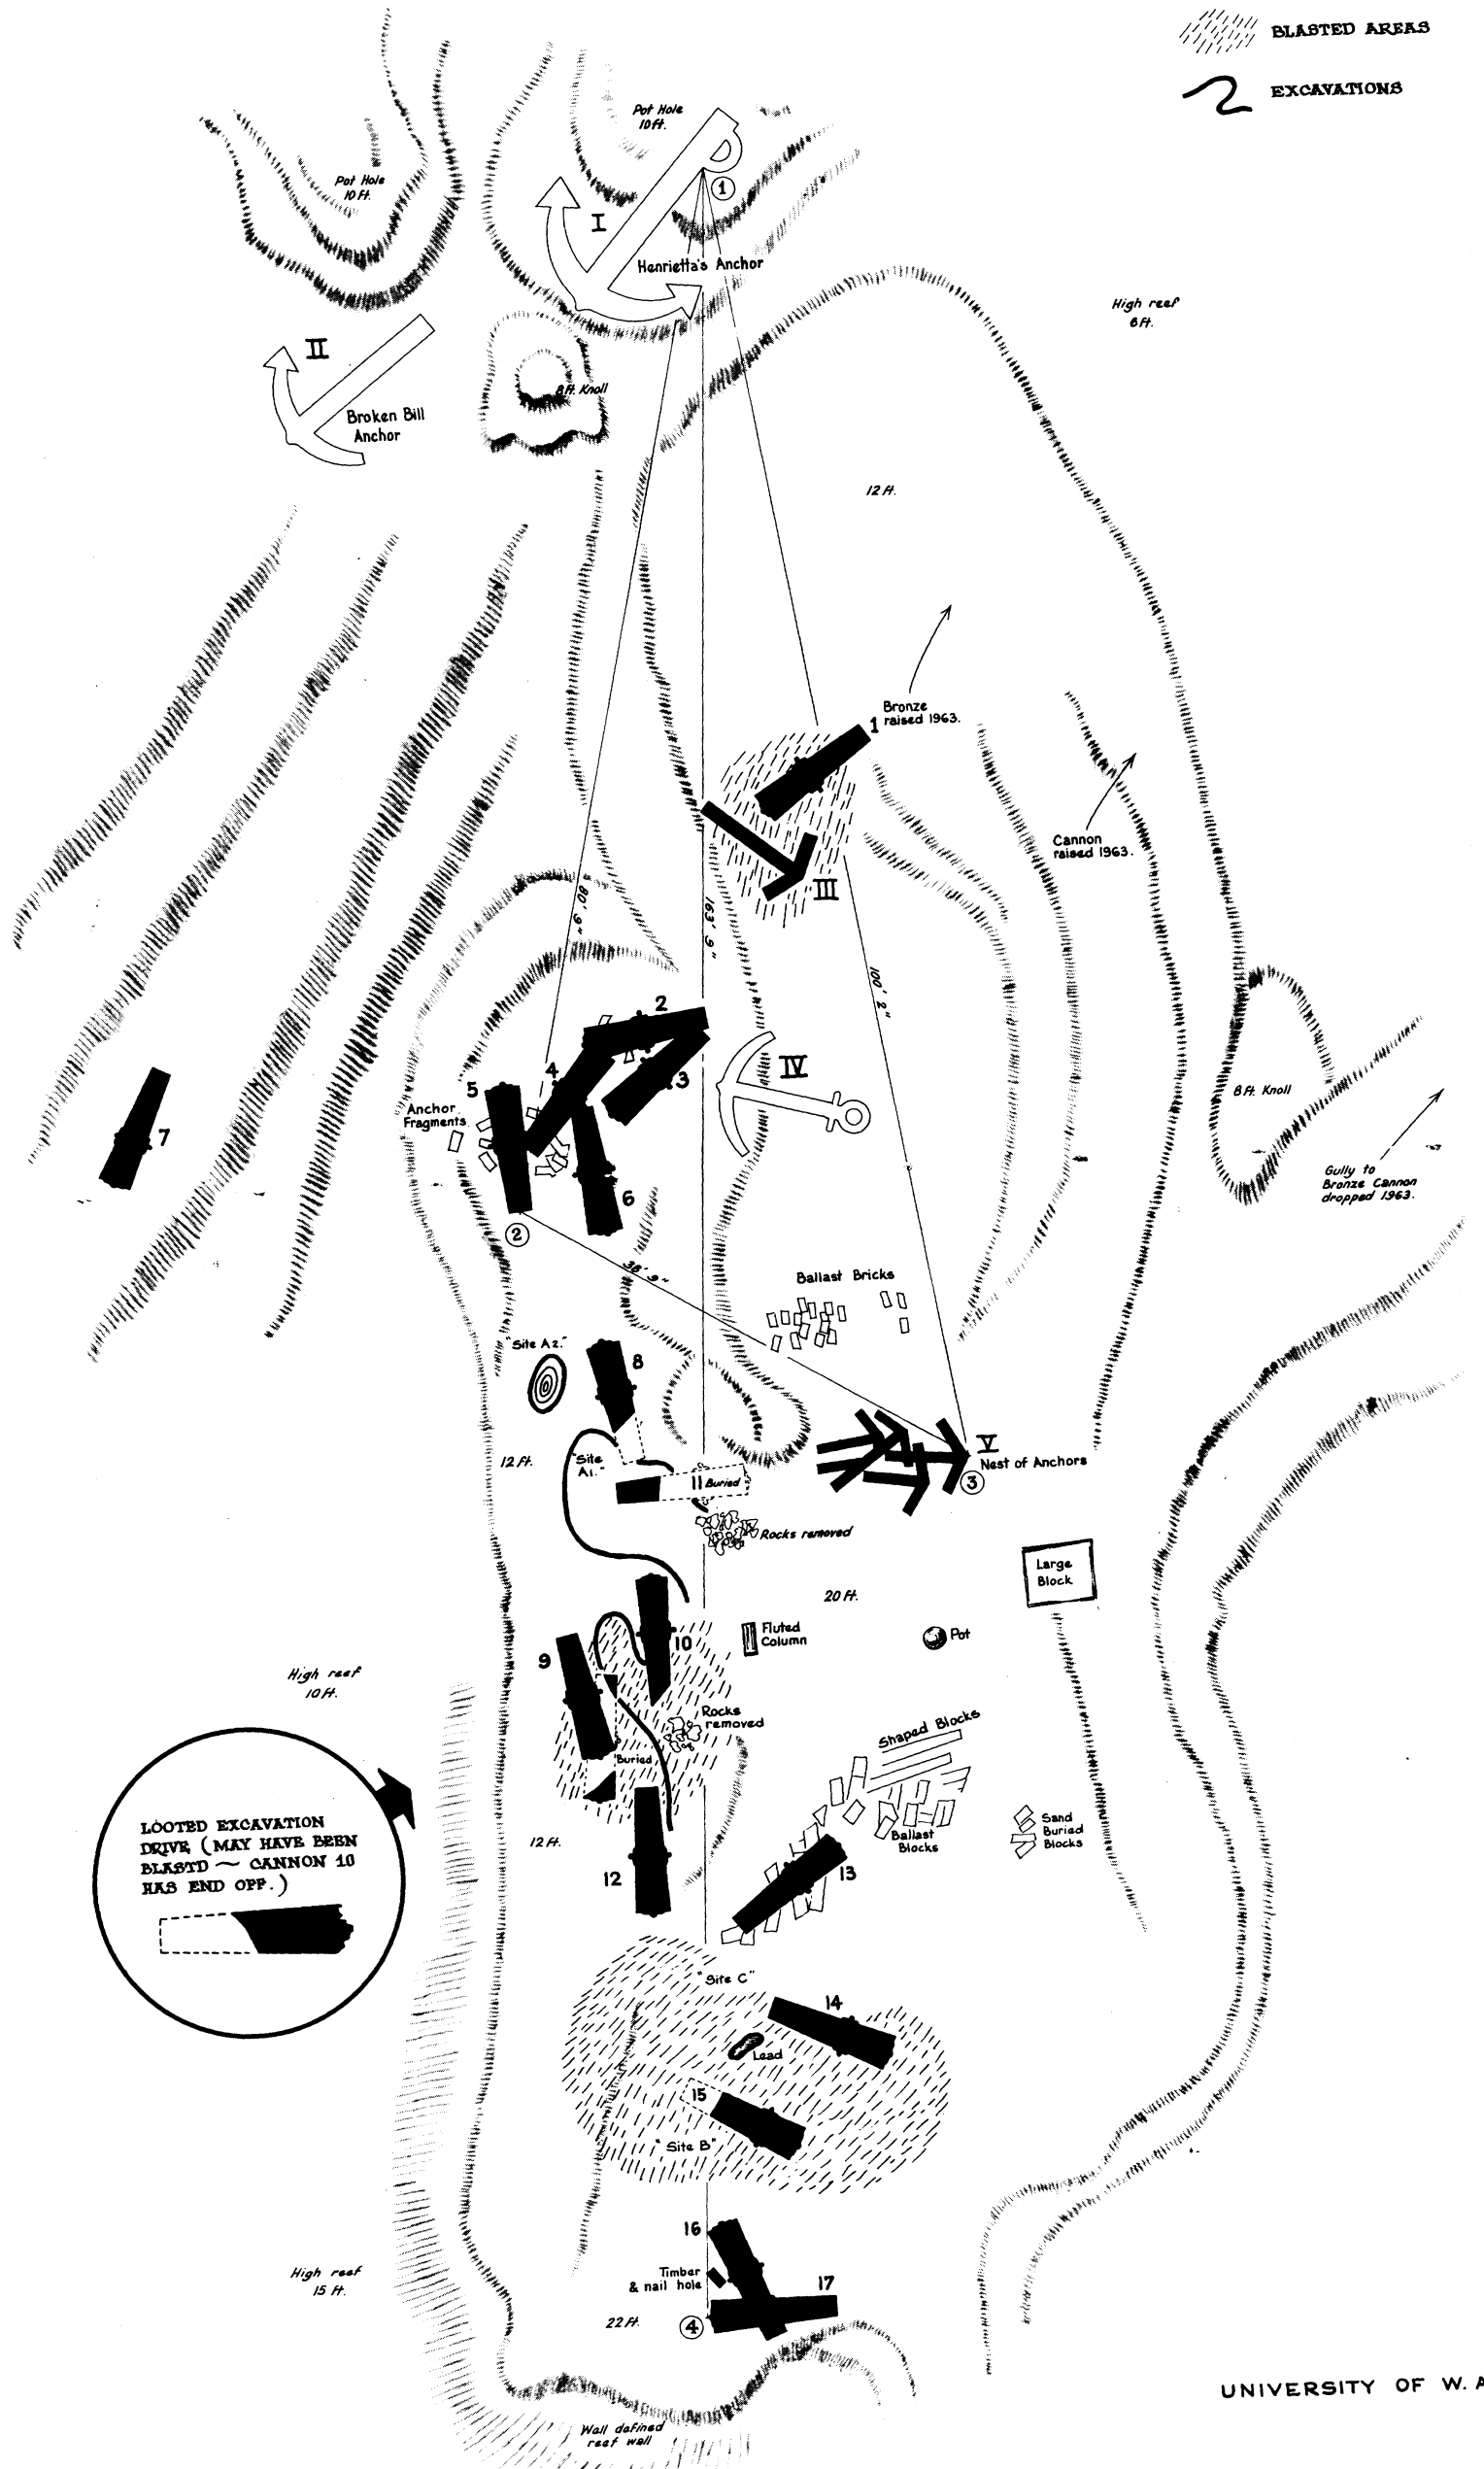 BLASTED AREAS
EXCAVATIONS
Pot Hole
10 ft.
Pot Hole
10 ft.
1
I
Henrietta's Anchor
High reef
6 ft.
II
8 ft. Knoll
Broken Bill
Anchor
12 ft.
Bronze
raised 1963.
1
Cannon
raised 1963.
III
80' 9"
163' 9"
100' 2"
2
IV
4
3
5
Anchor
Fragments
7
6
2
8 ft. Knoll
Gully to
Bronze Cannon
dropped 1963.
38' 9"
Ballast Bricks
"Site A2."
8
12 ft.
"Site
A1."
11 Buried
V
Nest of Anchors
3
Rocks removed
Large
Block
20 ft.
Fluted
Column
Pot
10
9
High reef
10 ft.
Rocks
removed
Buried
Shaped Blocks
Sand
Buried
Blocks
Ballast
Blocks
LOOTED EXCAVATION
DRIVE (MAY HAVE BEEN
BLASTD ~ CANNON 10
HAS END OFF.)
12 ft.
12
13
"Site C"
14
Lead
15
"Site B"
16
High reef
15 ft.
Timber
& nail hole
17
22 ft.
4
UNIVERSITY OF W. A
Wall defined
reef wall